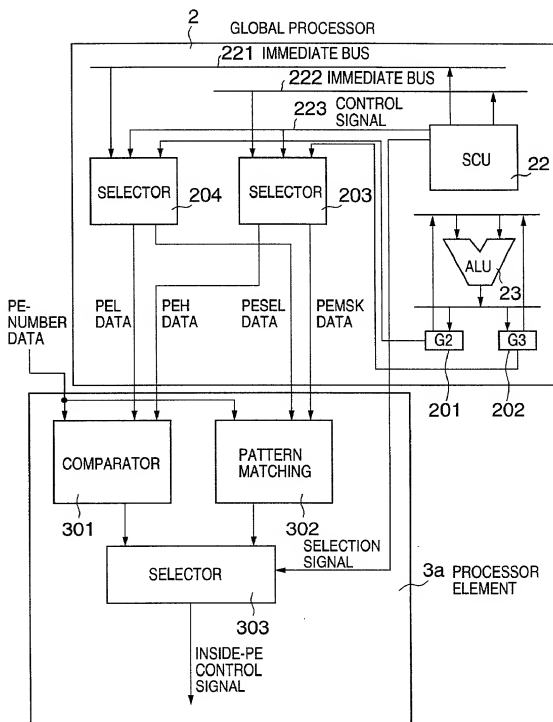 2
GLOBAL PROCESSOR
221 IMMEDIATE BUS
222 IMMEDIATE BUS
223 CONTROL
SIGNAL
SCU
22
SELECTOR
204
SELECTOR
203
ALU
23
PE-
NUMBER
DATA
PEL
DATA
PEH
DATA
PESEL
DATA
PEMSK
DATA
G2
G3
201
202
COMPARATOR
301
PATTERN
MATCHING
302
SELECTION
SIGNAL
SELECTOR
303
3a PROCESSOR
ELEMENT
INSIDE-PE
CONTROL
SIGNAL